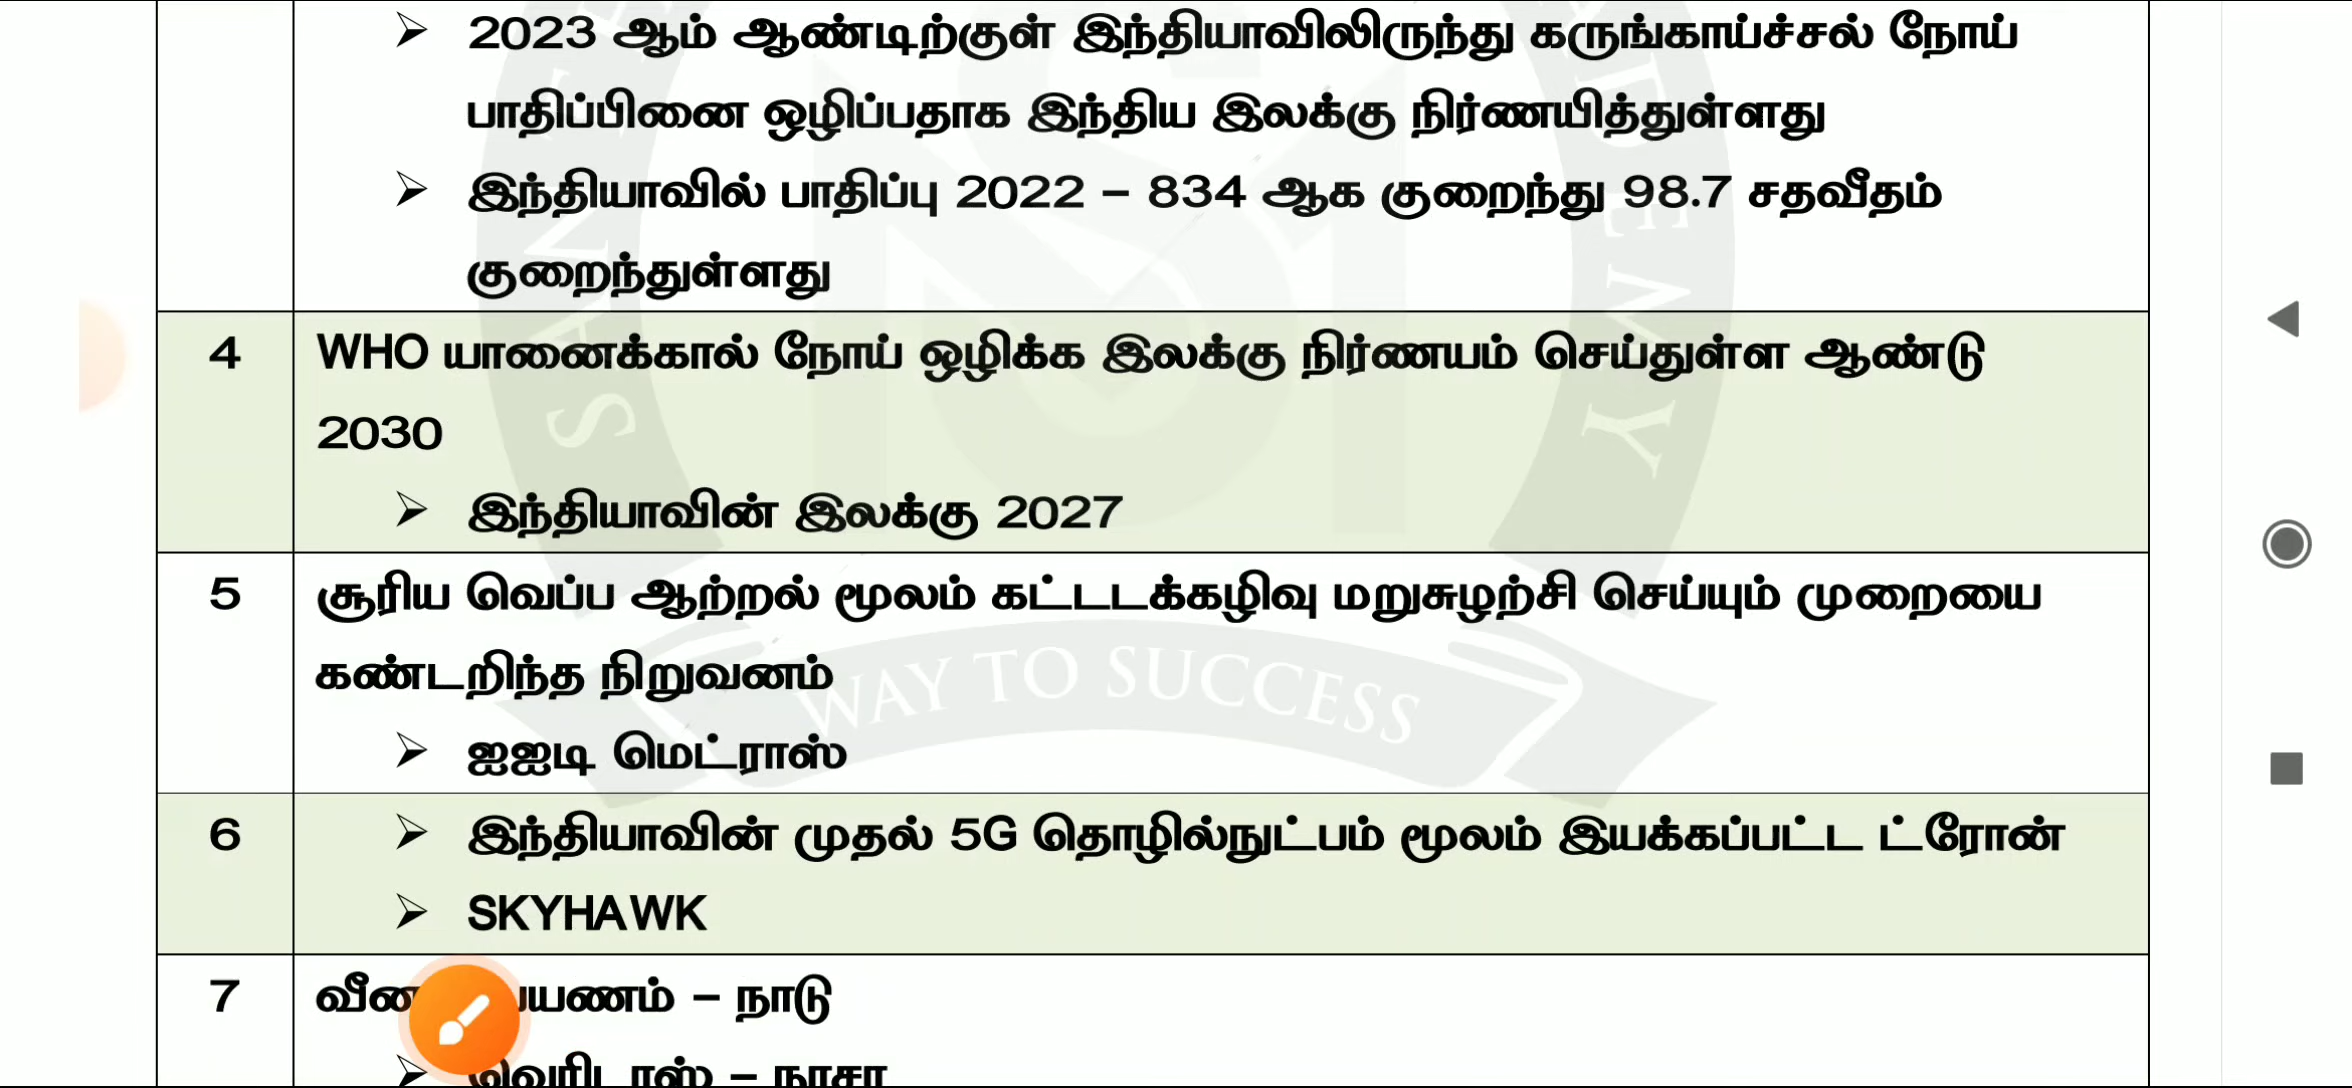 ➢ 2023 ஆம் ஆண்டிற்குள் இந்தியாவிலிருந்து கருங்காய்ச்சல் நோய்
பாதிப்பினை ஒழிப்பதாக இந்திய இலக்கு நிர்ணயித்துள்ளது
➢ இந்தியாவில் பாதிப்பு 2022 – 834 ஆக குறைந்து 98.7 சதவீதம்
குறைந்துள்ளது
4 WHO யானைக்கால் நோய் ஒழிக்க இலக்கு நிர்ணயம் செய்துள்ள ஆண்டு
2030
➢ இந்தியாவின் இலக்கு 2027
5 சூரிய வெப்ப ஆற்றல் மூலம் கட்டடக்கழிவு மறுசுழற்சி செய்யும் முறையை
கண்டறிந்த நிறுவனம்
WAY TO SUCCESS
➢ ஐஐடி மெட்ராஸ்
6 ➢ இந்தியாவின் முதல் 5G தொழில்நுட்பம் மூலம் இயக்கப்பட்ட ட்ரோன்
➢ SKYHAWK
7 – நாடு
➢ வெரிடாஸ் – நாசா